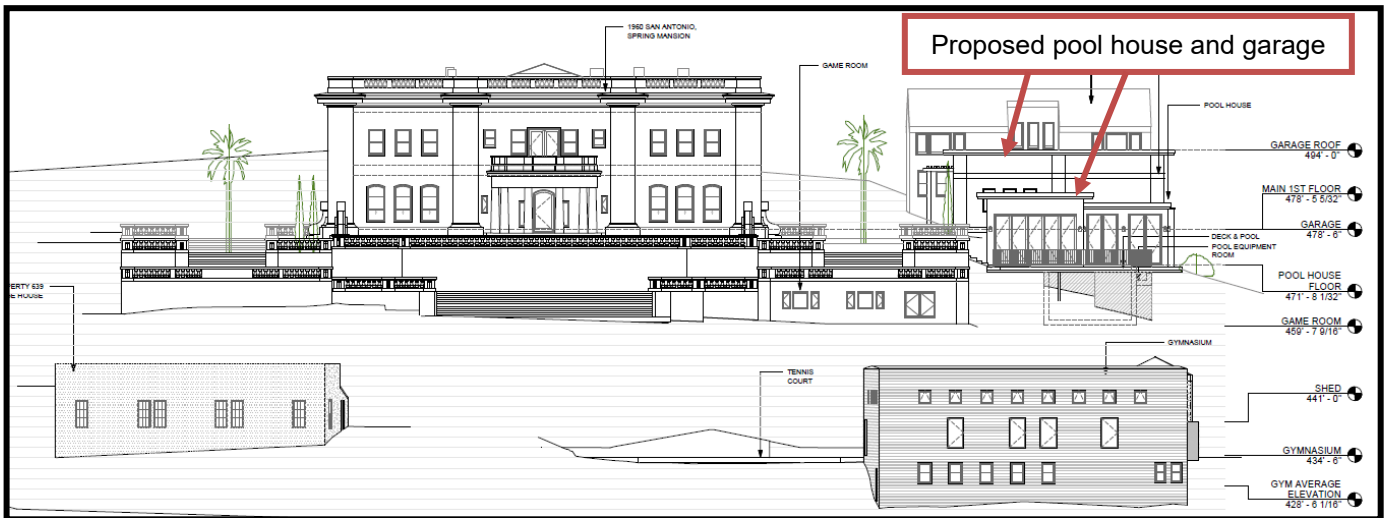 1960 SAN ANTONIO,
SPRING MANSION
GAME ROOM
Proposed pool house and garage
POOL HOUSE
GARAGE ROOF
494' - 0"
MAIN 1ST FLOOR
478' - 5 5/32"
GARAGE
478' - 6"
DECK & POOL
POOL EQUIPMENT
ROOM
POOL HOUSE
FLOOR
471' - 8 1/32"
ERTY 639
E HOUSE
GAME ROOM
459' - 7 9/16"
GYMNASIUM
TENNIS
COURT
SHED
441' - 0"
GYMNASIUM
434' - 6"
GYM AVERAGE
ELEVATION
428' - 6 1/16"